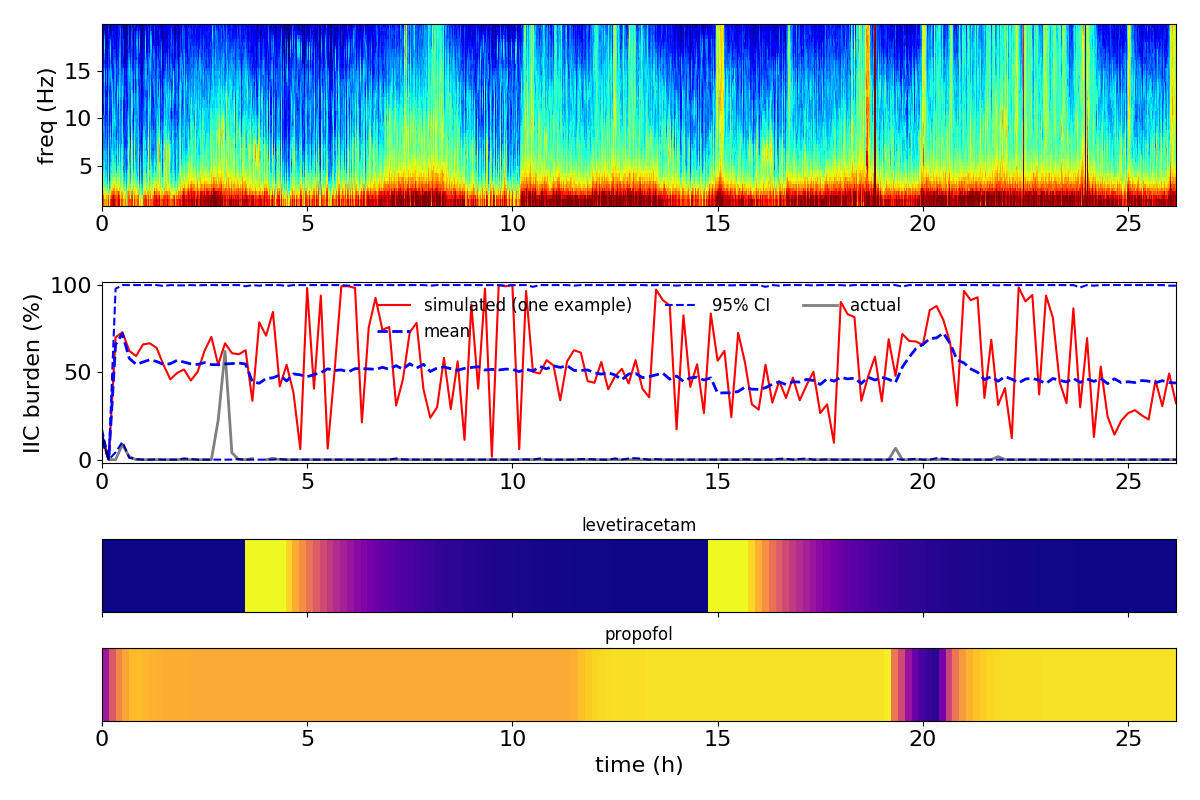 freq (Hz)
15
10
5
0 5 10 15 20 25
IIC burden (%)
100
50
0
simulated (one example) 95% CI actual
mean
0 5 10 15 20 25
levetiracetam
propofol
0 5 10 15 20 25
time (h)